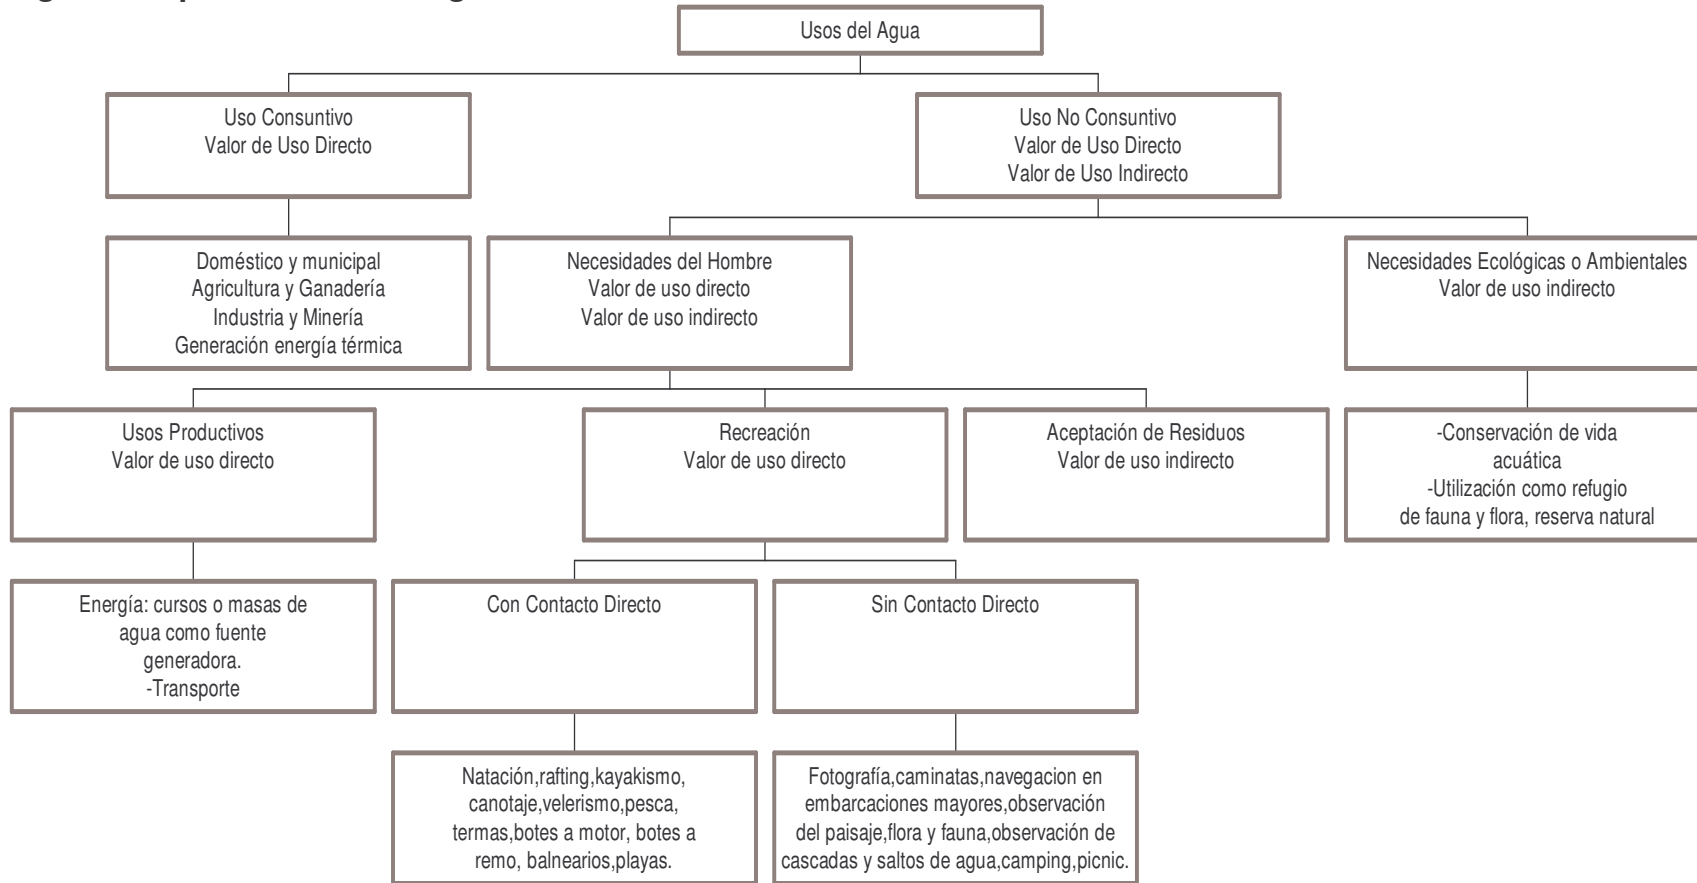 Usos del Agua
Uso Consuntivo
Valor de Uso Directo
Uso No Consuntivo
Valor de Uso Directo
Valor de Uso Indirecto
Doméstico y municipal
Agricultura y Ganadería
Industria y Minería
Generación energía térmica
Necesidades del Hombre
Valor de uso directo
Valor de uso indirecto
Necesidades Ecológicas o Ambientales
Valor de uso indirecto
Usos Productivos
Valor de uso directo
Recreación
Valor de uso directo
Aceptación de Residuos
Valor de uso indirecto
-Conservación de vida
acuática
-Utilización como refugio
de fauna y flora, reserva natural
Energía: cursos o masas de
agua como fuente
generadora.
-Transporte
Con Contacto Directo
Sin Contacto Directo
Natación,rafting,kayakismo,
canotaje,velerismo,pesca,
termas,botes a motor, botes a
remo, balnearios,playas.
Fotografía,caminatas,navegacion en
embarcaciones mayores,observación
del paisaje,flora y fauna,observación de
cascadas y saltos de agua,camping,picnic.